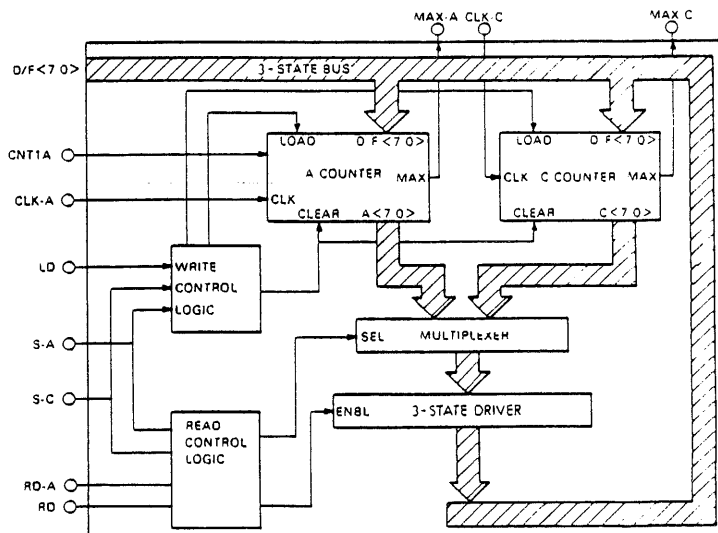 MAX-A CLK-C MAX C
D/F<7 0> 3-STATE BUS
LOAD D F<7 0> LOAD D F<7 0>
CNT1A
A COUNTER MAX CLK C COUNTER MAX
CLK-A CLK
CLEAR A<7 0> CLEAR C<7 0>
LD WRITE
CONTROL
LOGIC
S-A SEL MULTIPLEXER
S-C
READ ENBL 3-STATE DRIVER
CONTROL
LOGIC
RD-A
RD